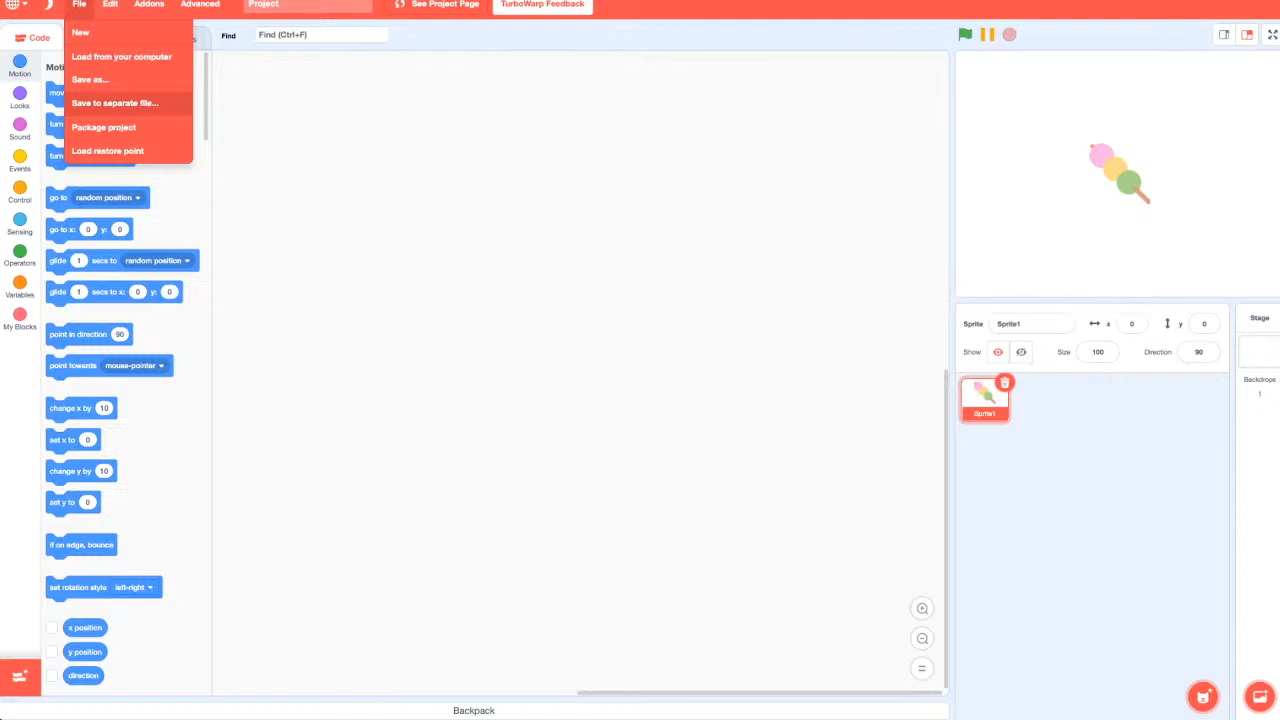 File Edit Addons Advanced Project See Project Page TurboWarp Feedback
New
Load from your computer
Save as...
Save to separate file...
Package project
Load restore point
Code
Find Find (Ctrl+F)
Motion
Looks
Sound
Events
Control
Sensing
Operators
Variables
My Blocks
go to random position
go to x: 0 y: 0
glide 1 secs to random position
glide 1 secs to x: 0 y: 0
point in direction 90
point towards mouse-pointer
change x by 10
set x to 0
change y by 10
set y to 0
if on edge, bounce
set rotation style left-right
x position
y position
direction
Backpack
Sprite Sprite1 x 0 y 0
Show Size 100 Direction 90
Sprite1
Stage
Backdrops
1